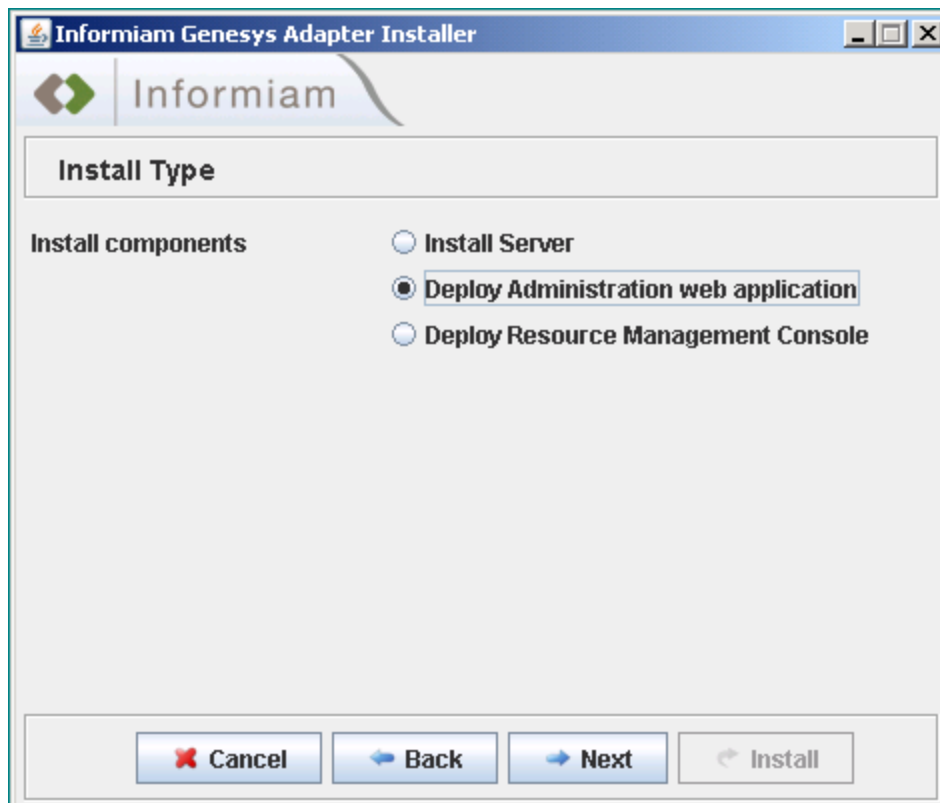 Informiam Genesys Adapter Installer
Informiam
Install Type
Install components
Install Server
Deploy Administration web application
Deploy Resource Management Console
Cancel Back Next Install